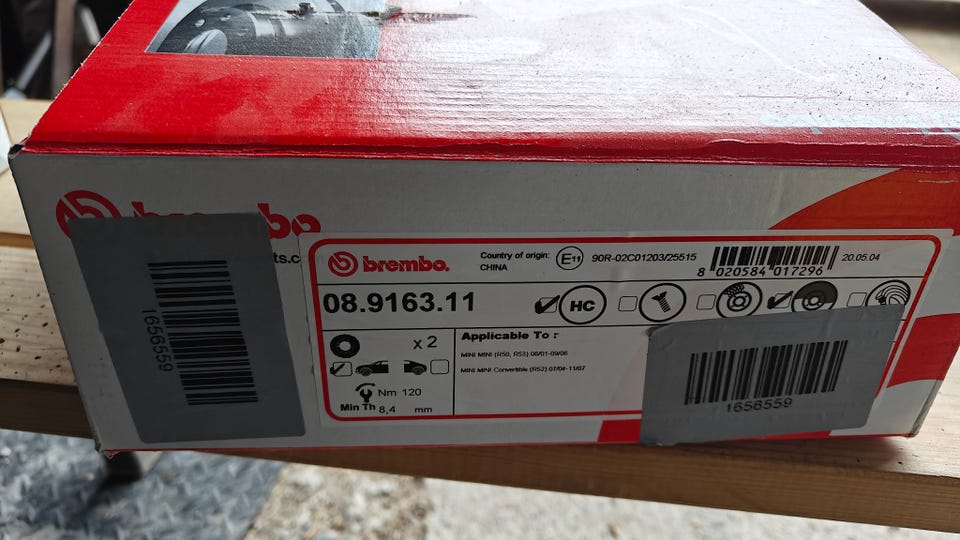 brembo
ts.c
1656559
brembo.
Country of origin:
CHINA
E11
90R-02C01203/25515
8 020584 017296
20.05.04
08.9163.11
HC
x 2
Nm 120
Min Th 8,4 mm
Applicable To :
MINI MINI (R50, R53) 06/01-09/06
MINI MINI Convertible (R52) 07/04-11/07
1656559